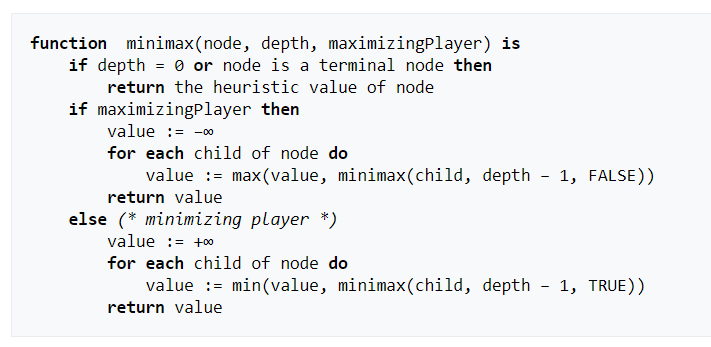 function  minimax(node, depth, maximizingPlayer) is
    if depth = 0 or node is a terminal node then
        return the heuristic value of node
    if maximizingPlayer then
        value := −∞
        for each child of node do
            value := max(value, minimax(child, depth − 1, FALSE))
        return value
    else (* minimizing player *)
        value := +∞
        for each child of node do
            value := min(value, minimax(child, depth − 1, TRUE))
        return value